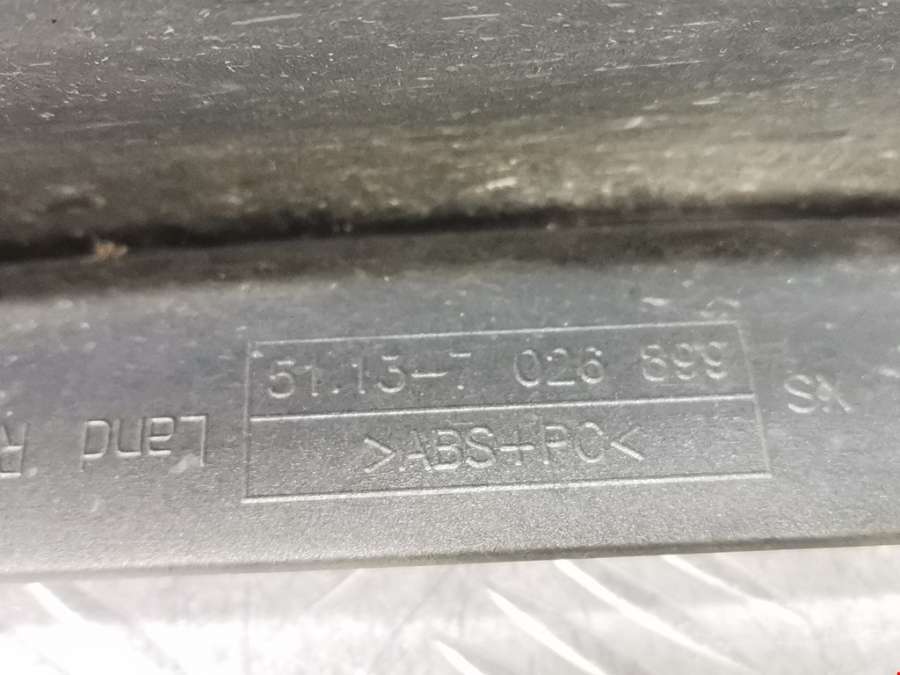 51.13-7 026 899
>ABS+PC<
SX
Land R